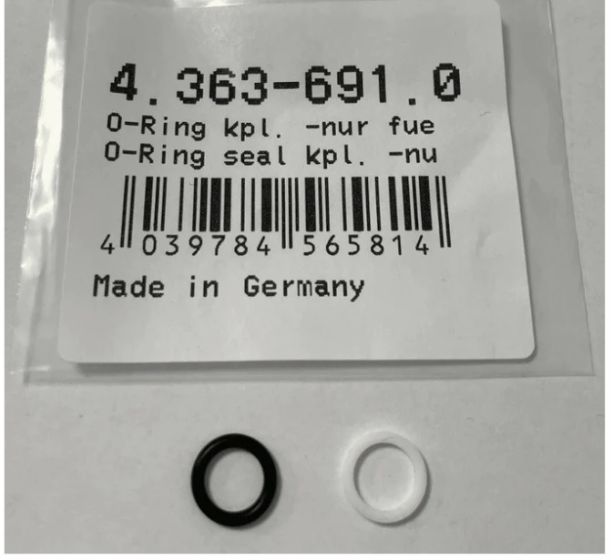 4.363-691.0
O-Ring kpl. -nur fue
O-Ring seal kpl. -nu
4 039784 565814
Made in Germany